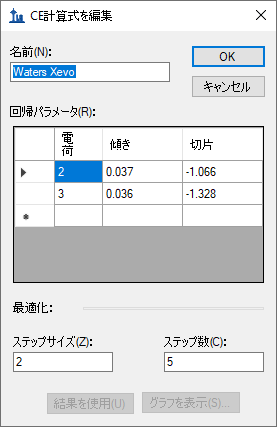 CE計算式を編集
名前(N):
OK
Waters Xevo
キャンセル
回帰パラメータ(R):
電荷 傾き 切片
2 0.037 -1.066
3 0.036 -1.328
最適化:
ステップサイズ(Z): ステップ数(C):
2 5
結果を使用(U) グラフを表示(S)...